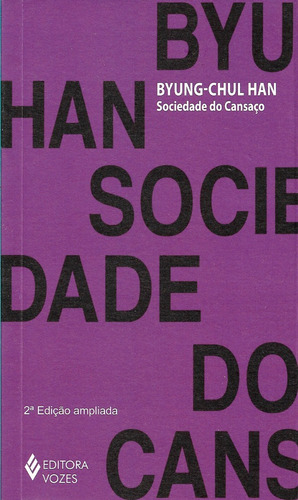 BYU
HAN
BYUNG-CHUL HAN
Sociedade do Cansaço
SOCIE
DADE
DO
2ª Edição ampliada
CANS
EDITORA
VOZES